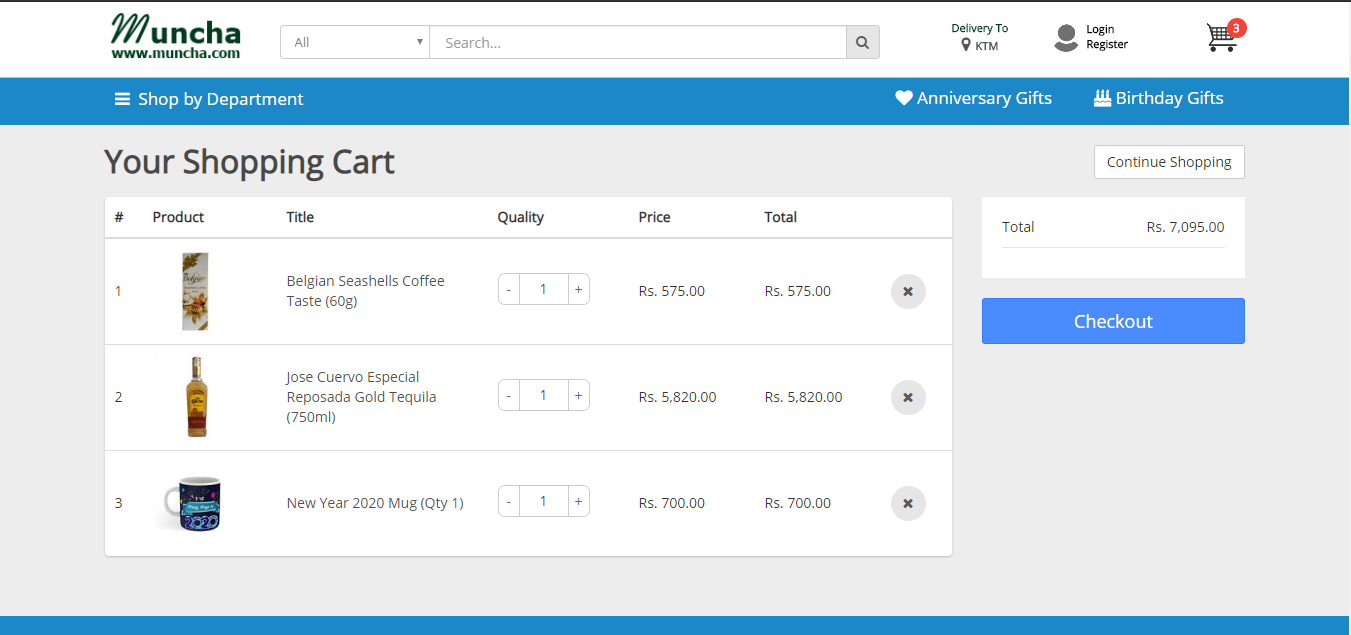 Muncha
www.muncha.com
All
Search...
Delivery To
KTM
Login
Register
3
Shop by Department
Anniversary Gifts
Birthday Gifts
Your Shopping Cart
Continue Shopping
# Product Title Quality Price Total
1
Belgian
Belgian Seashells Coffee
Taste (60g)
- 1 +
Rs. 575.00
Rs. 575.00
2
Jose Cuervo Especial
Reposada Gold Tequila
(750ml)
- 1 +
Rs. 5,820.00
Rs. 5,820.00
3
2020
New Year 2020 Mug (Qty 1)
- 1 +
Rs. 700.00
Rs. 700.00
Total Rs. 7,095.00
Checkout